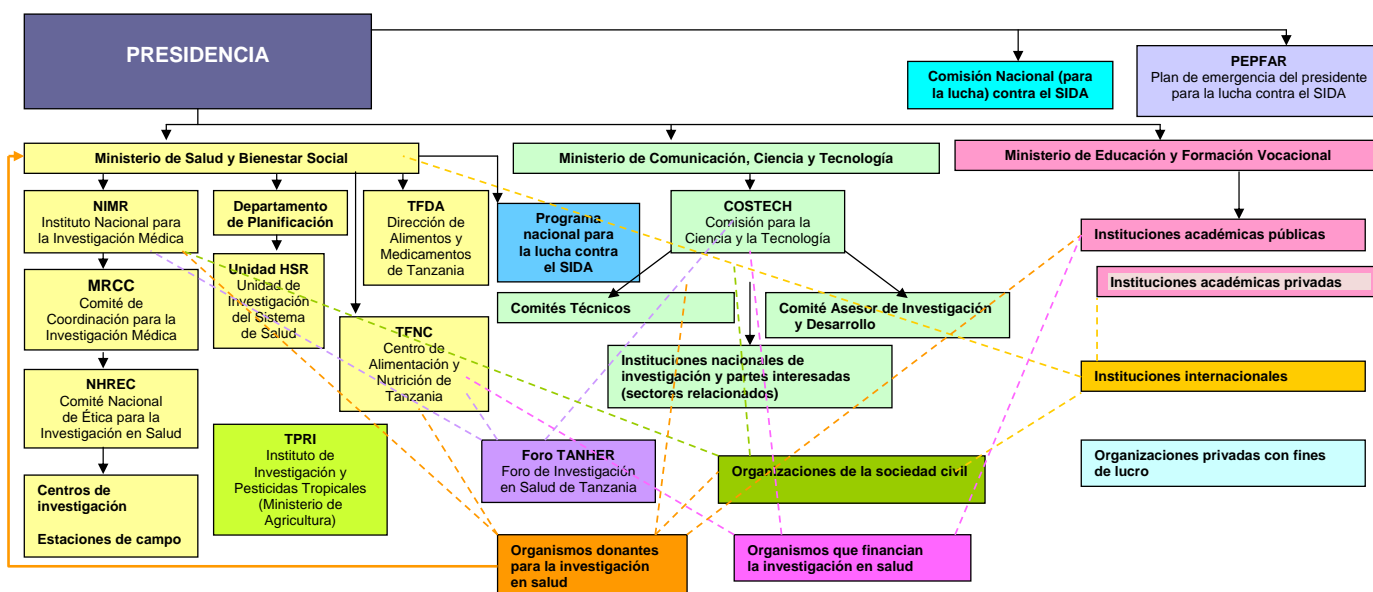 PRESIDENCIA
Comisión Nacional (para
la lucha) contra el SIDA
PEPFAR
Plan de emergencia del presidente
para la lucha contra el SIDA
Ministerio de Salud y Bienestar Social
Ministerio de Comunicación, Ciencia y Tecnología
Ministerio de Educación y Formación Vocacional
NIMR
Instituto Nacional para
la Investigación Médica
Departamento
de Planificación
TFDA
Dirección de
Alimentos y
Medicamentos
de Tanzania
Programa
nacional para
la lucha contra
el SIDA
COSTECH
Comisión para la
Ciencia y la Tecnología
Instituciones académicas públicas
Instituciones académicas privadas
MRCC
Comité de
Coordinación para la
Investigación Médica
Unidad HSR
Unidad de
Investigación
del Sistema
de Salud
TFNC
Centro de
Alimentación y
Nutrición de
Tanzania
Comités Técnicos
Comité Asesor de Investigación
y Desarrollo
Instituciones nacionales de
investigación y partes interesadas
(sectores relacionados)
Instituciones internacionales
NHREC
Comité Nacional
de Ética para la
Investigación en Salud
TPRI
Instituto de
Investigación y
Pesticidas Tropicales
(Ministerio de
Agricultura)
Foro TANHER
Foro de Investigación
en Salud de Tanzania
Organizaciones de la sociedad civil
Organizaciones privadas con fines
de lucro
Centros de
investigación
Estaciones de campo
Organismos donantes
para la investigación
en salud
Organismos que financian
la investigación en salud